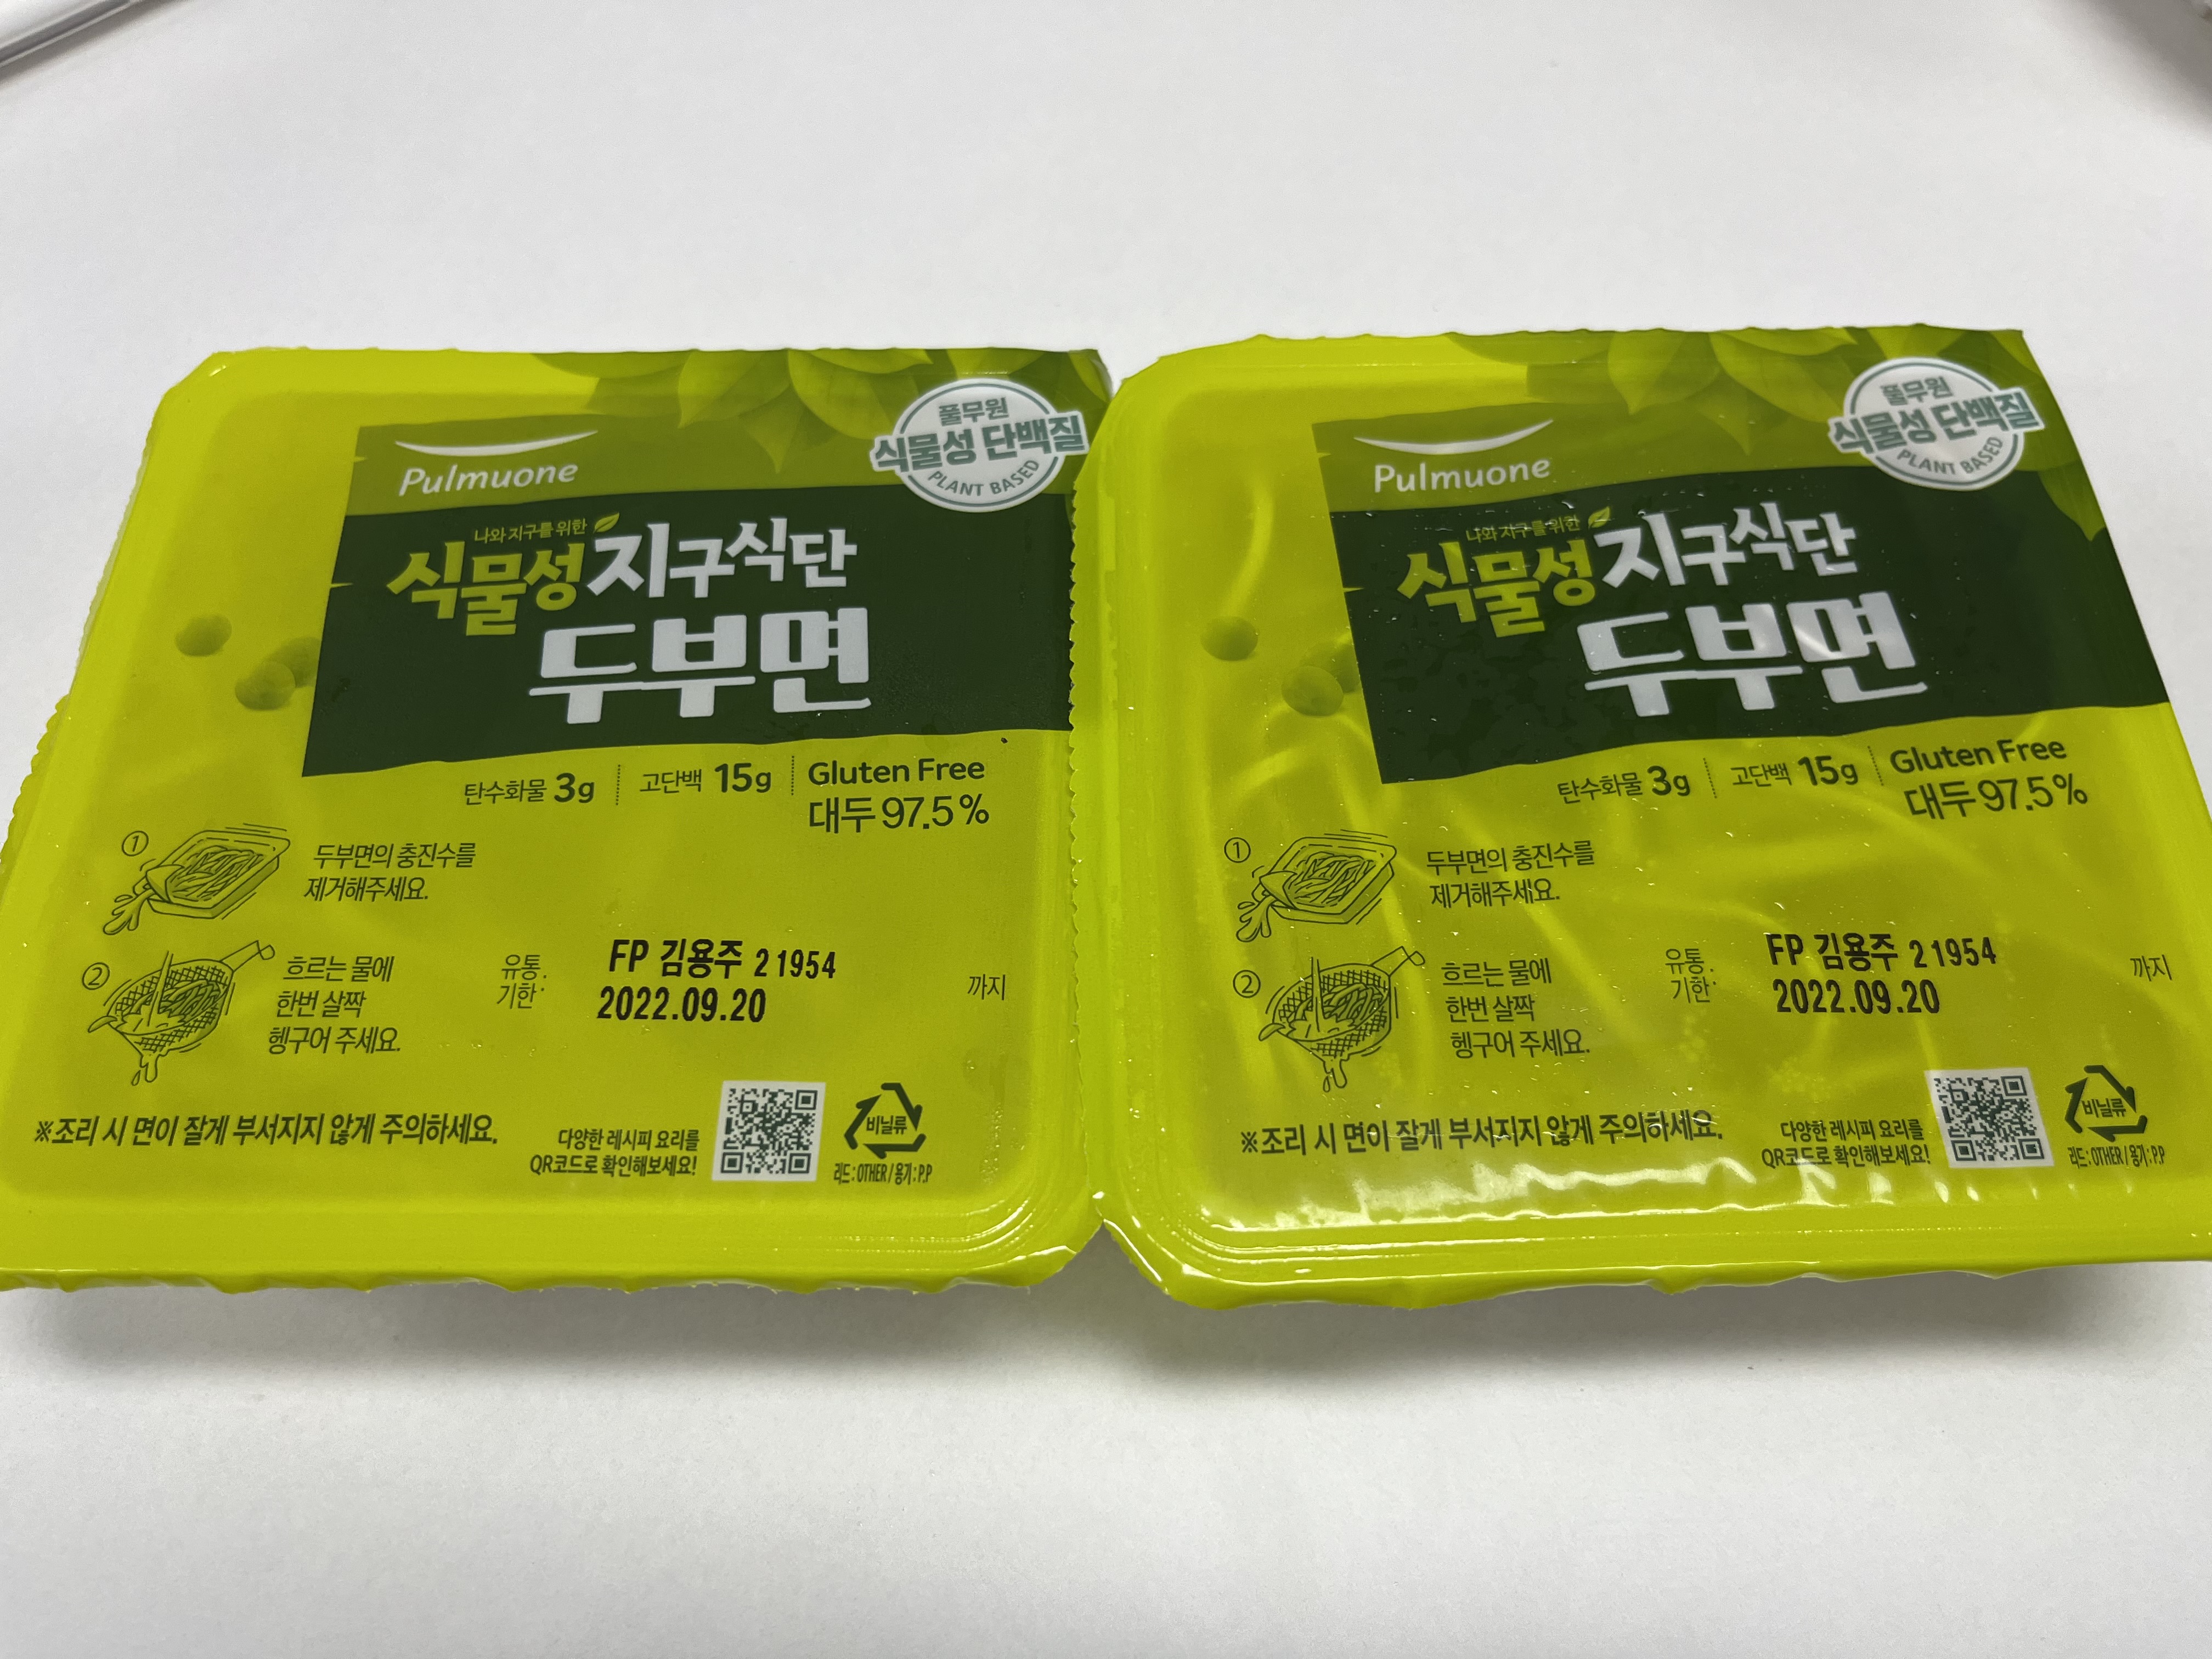 Pulmuone
풀무원
식물성 단백질
PLANT BASED
나와 지구를 위한
식물성 지구식단
두부면
탄수화물 3g
고단백 15g
Gluten Free
대두 97.5%
① 두부면의 충진수를
제거해주세요.
② 흐르는 물에
한번 살짝
헹구어 주세요.
유통
기한 :
FP 김용주 21954
2022.09.20
까지
※조리 시 면이 잘게 부서지지 않게 주의하세요.
다양한 레시피 요리를
QR코드로 확인해보세요!
비닐류
리드:OTHER/용기:P.P
Pulmuone
풀무원
식물성 단백질
PLANT BASED
나와 지구를 위한
식물성 지구식단
두부면
탄수화물 3g
고단백 15g
Gluten Free
대두 97.5%
① 두부면의 충진수를
제거해주세요.
② 흐르는 물에
한번 살짝
헹구어 주세요.
유통
기한 :
FP 김용주 21954
2022.09.20
까지
※조리 시 면이 잘게 부서지지 않게 주의하세요.
다양한 레시피 요리를
QR코드로 확인해보세요!
비닐류
리드:OTHER/용기:P.P